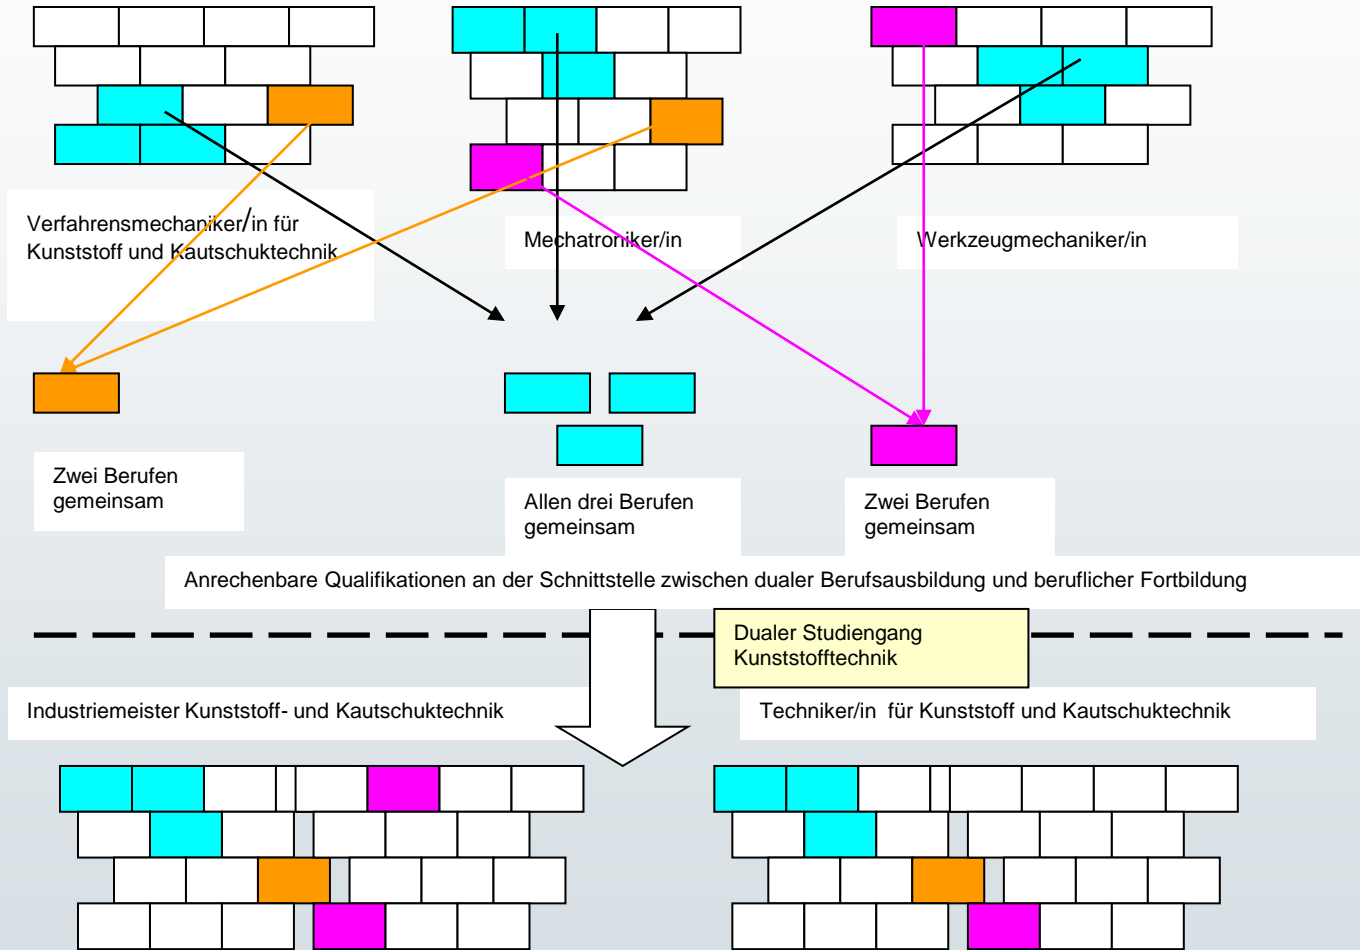 Verfahrensmechaniker/in für
Kunststoff und Kautschuktechnik
Mechatroniker/in
Werkzeugmechaniker/in
Zwei Berufen
gemeinsam
Allen drei Berufen
gemeinsam
Zwei Berufen
gemeinsam
Anrechenbare Qualifikationen an der Schnittstelle zwischen dualer Berufsausbildung und beruflicher Fortbildung
Dualer Studiengang
Kunststofftechnik
Industriemeister Kunststoff- und Kautschuktechnik
Techniker/in  für Kunststoff und Kautschuktechnik